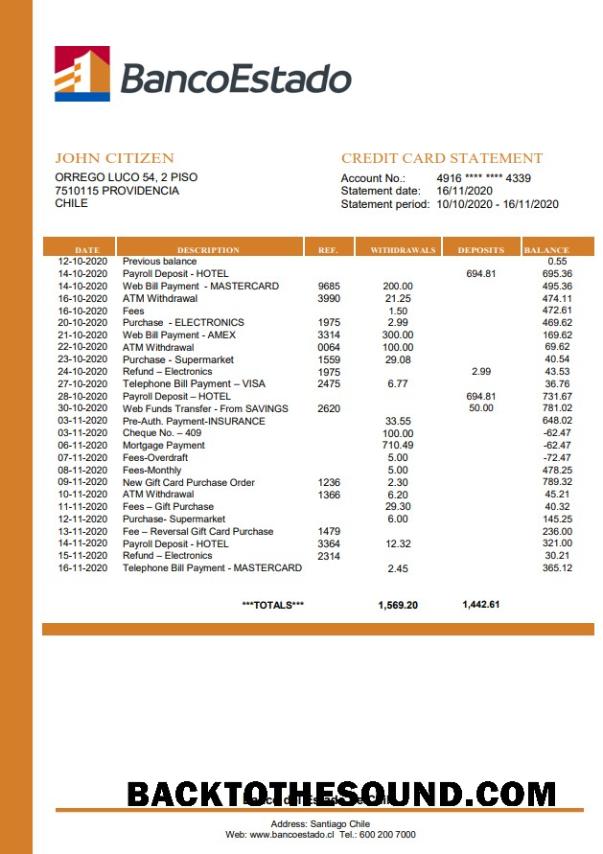 BancoEstado
JOHN CITIZEN
ORREGO LUCO 54, 2 PISO
7510115 PROVIDENCIA
CHILE
CREDIT CARD STATEMENT
Account No.: 4916 **** **** 4339
Statement date: 16/11/2020
Statement period: 10/10/2020 - 16/11/2020
DATE DESCRIPTION REF. WITHDRAWALS DEPOSITS BALANCE
12-10-2020 Previous balance 0.55
14-10-2020 Payroll Deposit - HOTEL 694.81 695.36
14-10-2020 Web Bill Payment - MASTERCARD 9685 200.00 495.36
16-10-2020 ATM Withdrawal 3990 21.25 474.11
16-10-2020 Fees 1.50 472.61
20-10-2020 Purchase - ELECTRONICS 1975 2.99 469.62
21-10-2020 Web Bill Payment - AMEX 3314 300.00 169.62
22-10-2020 ATM Withdrawal 0064 100.00 69.62
23-10-2020 Purchase - Supermarket 1559 29.08 40.54
24-10-2020 Refund – Electronics 1975 2.99 43.53
27-10-2020 Telephone Bill Payment – VISA 2475 6.77 36.76
28-10-2020 Payroll Deposit – HOTEL 694.81 731.67
30-10-2020 Web Funds Transfer - From SAVINGS 2620 50.00 781.02
03-11-2020 Pre-Auth. Payment-INSURANCE 33.55 648.02
03-11-2020 Cheque No. – 409 100.00 -62.47
06-11-2020 Mortgage Payment 710.49 -62.47
07-11-2020 Fees-Overdraft 5.00 -72.47
08-11-2020 Fees-Monthly 5.00 478.25
09-11-2020 New Gift Card Purchase Order 1236 2.30 789.32
10-11-2020 ATM Withdrawal 1366 6.20 45.21
11-11-2020 Fees – Gift Purchase 29.30 40.32
12-11-2020 Purchase- Supermarket 6.00 145.25
13-11-2020 Fee – Reversal Gift Card Purchase 1479 236.00
14-11-2020 Payroll Deposit - HOTEL 3364 12.32 321.00
15-11-2020 Refund – Electronics 2314 30.21
16-11-2020 Telephone Bill Payment - MASTERCARD 2.45 365.12
***TOTALS*** 1,569.20 1,442.61
BACKTOTHESOUND.COM
Address: Santiago Chile
Web: www.bancoestado.cl Tel.: 600 200 7000